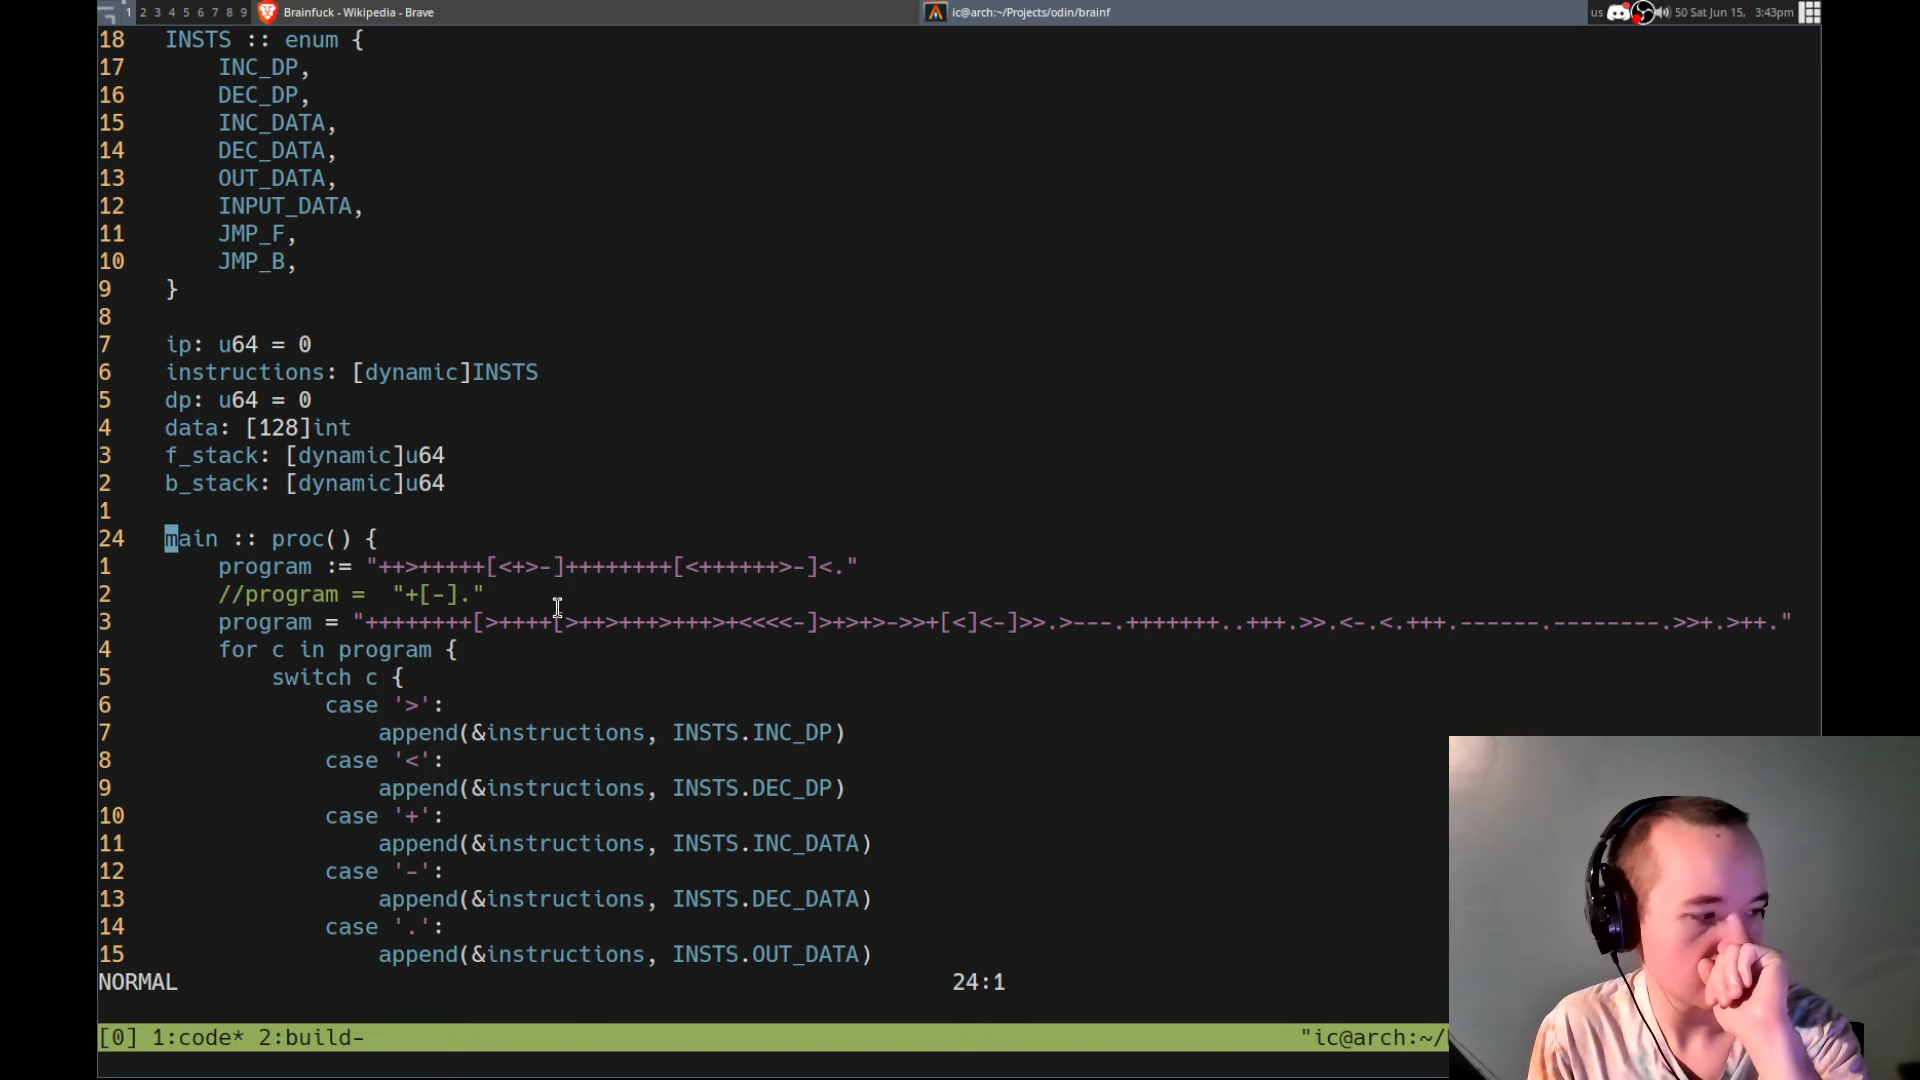 1 2 3 4 5 6 7 8 9 Brainfuck - Wikipedia - Brave ic@arch:~/Projects/odin/brainf us 50 Sat Jun 15, 3:43pm
18 INSTS :: enum {
17 INC_DP,
16 DEC_DP,
15 INC_DATA,
14 DEC_DATA,
13 OUT_DATA,
12 INPUT_DATA,
11 JMP_F,
10 JMP_B,
9 }
8
7 ip: u64 = 0
6 instructions: [dynamic]INSTS
5 dp: u64 = 0
4 data: [128]int
3 f_stack: [dynamic]u64
2 b_stack: [dynamic]u64
1
24 main :: proc() {
1 program := "++>+++++[<+>-]++++++++[<++++++>-]<."
2 //program =  "+[-]."
3 program = "++++++++[>++++[>++>+++>+++>+<<<<-]>+>+>->>+[<]<-]>>.>---.+++++++..+++.>>.<-.<.+++.------.--------.>>+.>++."
4 for c in program {
5 switch c {
6 case '>':
7 append(&instructions, INSTS.INC_DP)
8 case '<':
9 append(&instructions, INSTS.DEC_DP)
10 case '+':
11 append(&instructions, INSTS.INC_DATA)
12 case '-':
13 append(&instructions, INSTS.DEC_DATA)
14 case '.':
15 append(&instructions, INSTS.OUT_DATA)
NORMAL 24:1
[0] 1:code* 2:build- "ic@arch:~/